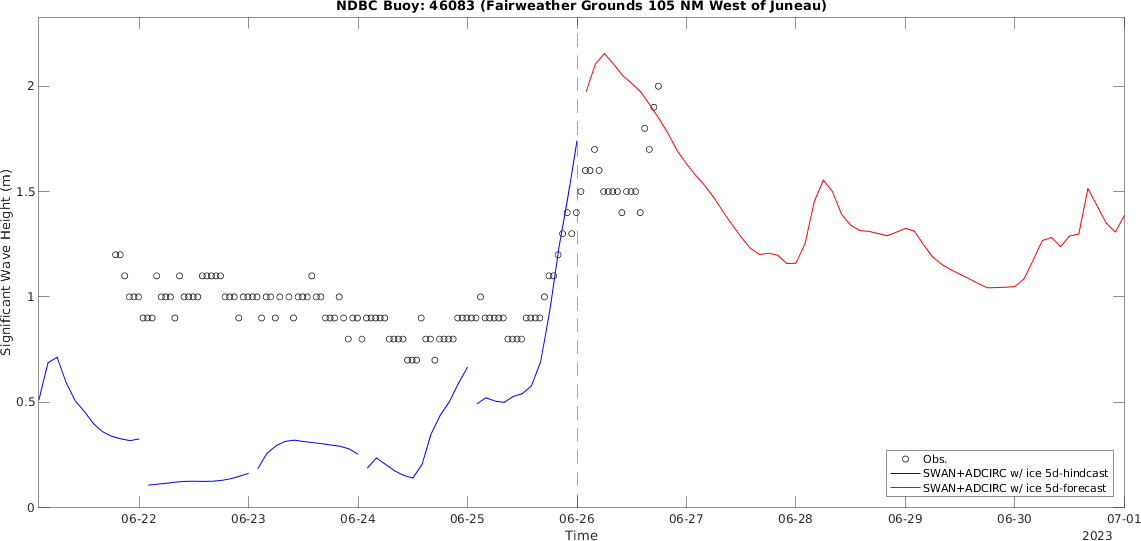 NDBC Buoy: 46083 (Fairweather Grounds 105 NM West of Juneau)
Significant Wave Height (m)
2
1.5
1
0.5
0
Obs.
SWAN+ADCIRC w/ ice 5d-hindcast
SWAN+ADCIRC w/ ice 5d-forecast
06-22 06-23 06-24 06-25 06-26 06-27 06-28 06-29 06-30 07-01
Time
2023